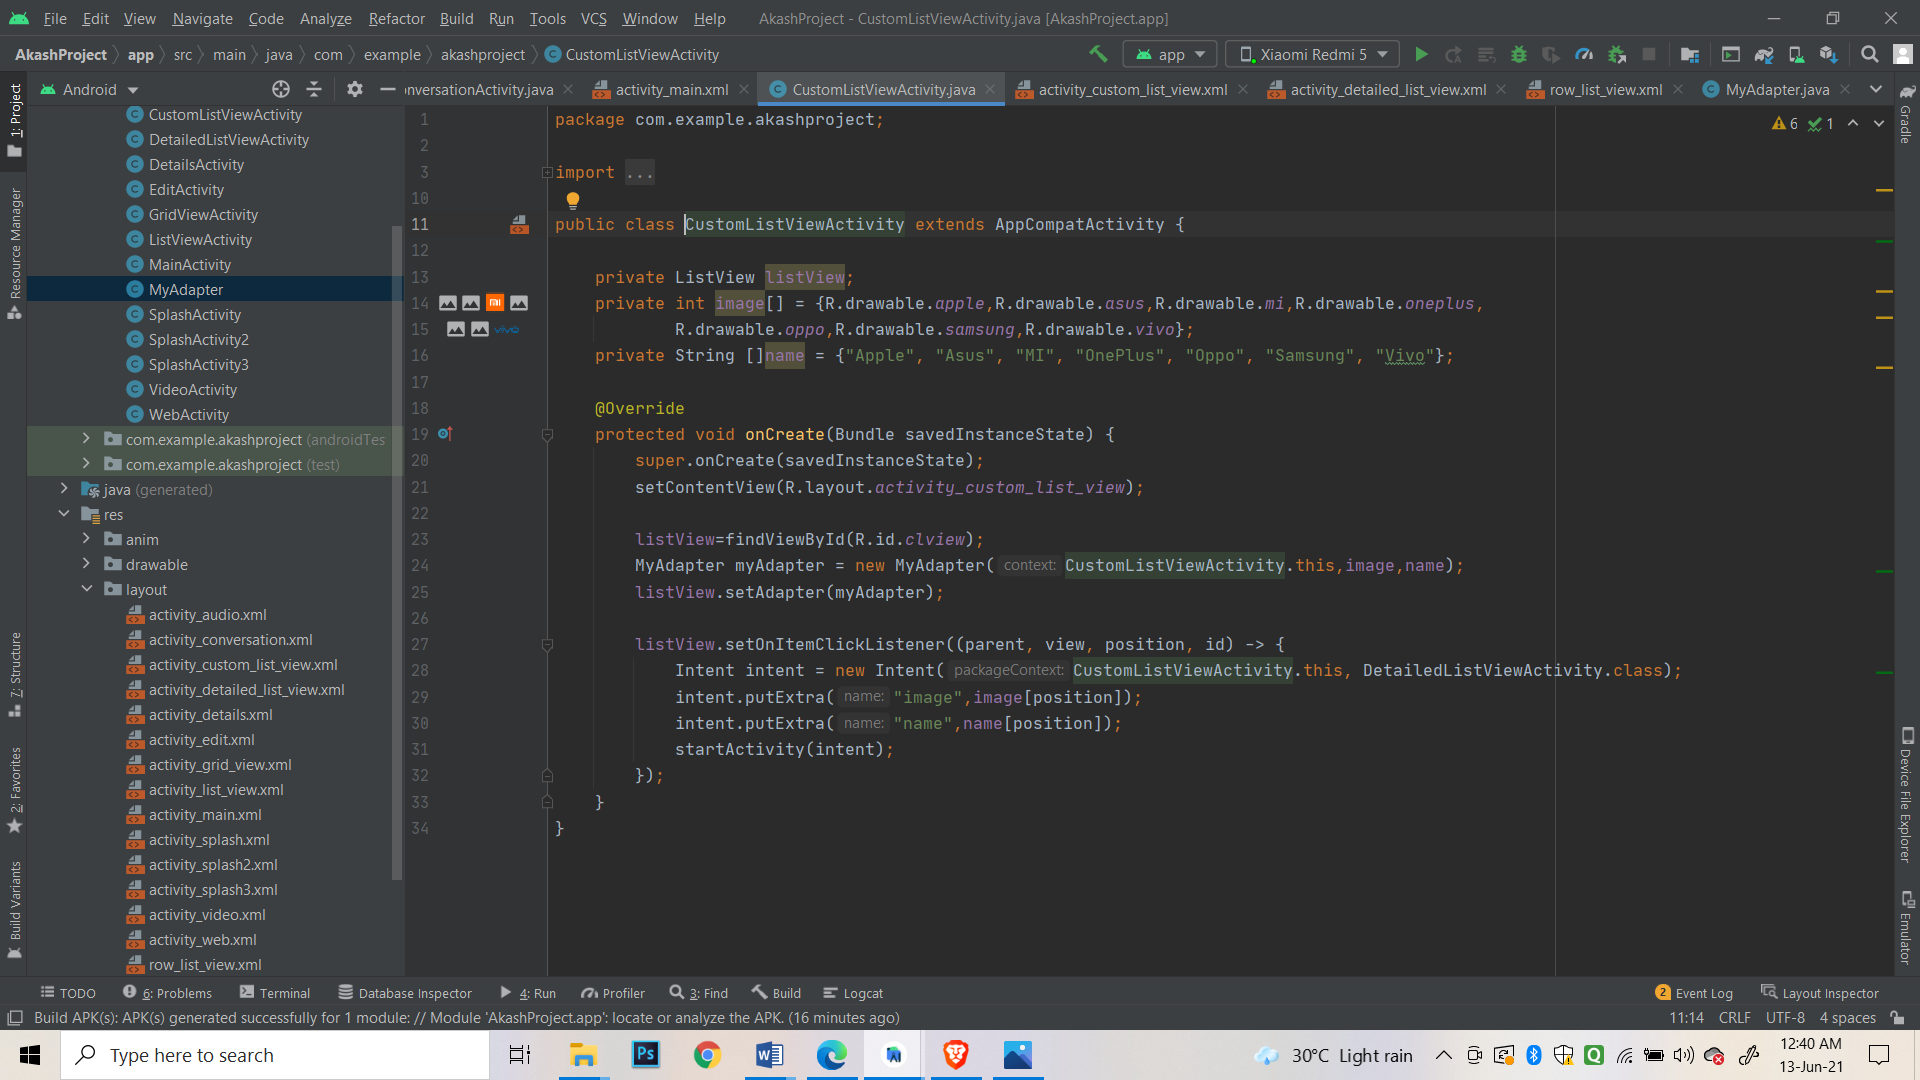 File Edit View Navigate Code Analyze Refactor Build Run Tools VCS Window Help AkashProject - CustomListViewActivity.java [AkashProject.app]
AkashProject app src main java com example akashproject CustomListViewActivity app Xiaomi Redmi 5
Android nversationActivity.java activity_main.xml CustomListViewActivity.java activity_custom_list_view.xml activity_detailed_list_view.xml row_list_view.xml MyAdapter.java
1: Project
Resource Manager
7: Structure
2: Favorites
Build Variants
CustomListViewActivity
DetailedListViewActivity
DetailsActivity
EditActivity
GridViewActivity
ListViewActivity
MainActivity
MyAdapter
SplashActivity
SplashActivity2
SplashActivity3
VideoActivity
WebActivity
com.example.akashproject (androidTes
com.example.akashproject (test)
java (generated)
res
anim
drawable
layout
activity_audio.xml
activity_conversation.xml
activity_custom_list_view.xml
activity_detailed_list_view.xml
activity_details.xml
activity_edit.xml
activity_grid_view.xml
activity_list_view.xml
activity_main.xml
activity_splash.xml
activity_splash2.xml
activity_splash3.xml
activity_video.xml
activity_web.xml
row_list_view.xml
1 package com.example.akashproject;
2
3 import ...
10
11 public class CustomListViewActivity extends AppCompatActivity {
12
13 private ListView listView;
14 private int image[] = {R.drawable.apple,R.drawable.asus,R.drawable.mi,R.drawable.oneplus,
15 vivo R.drawable.oppo,R.drawable.samsung,R.drawable.vivo};
16 private String []name = {"Apple", "Asus", "MI", "OnePlus", "Oppo", "Samsung", "Vivo"};
17
18 @Override
19 protected void onCreate(Bundle savedInstanceState) {
20 super.onCreate(savedInstanceState);
21 setContentView(R.layout.activity_custom_list_view);
22
23 listView=findViewById(R.id.clview);
24 MyAdapter myAdapter = new MyAdapter( context: CustomListViewActivity.this,image,name);
25 listView.setAdapter(myAdapter);
26
27 listView.setOnItemClickListener((parent, view, position, id) -> {
28 Intent intent = new Intent( packageContext: CustomListViewActivity.this, DetailedListViewActivity.class);
29 intent.putExtra( name: "image",image[position]);
30 intent.putExtra( name: "name",name[position]);
31 startActivity(intent);
32 });
33 }
34 }
6 1
Gradle
Device File Explorer
Emulator
TODO 6: Problems Terminal Database Inspector 4: Run Profiler 3: Find Build Logcat 2 Event Log Layout Inspector
Build APK(s): APK(s) generated successfully for 1 module: // Module 'AkashProject.app': locate or analyze the APK. (16 minutes ago) 11:14 CRLF UTF-8 4 spaces
Type here to search Ps W 30°C Light rain Q 12:40 AM
13-Jun-21